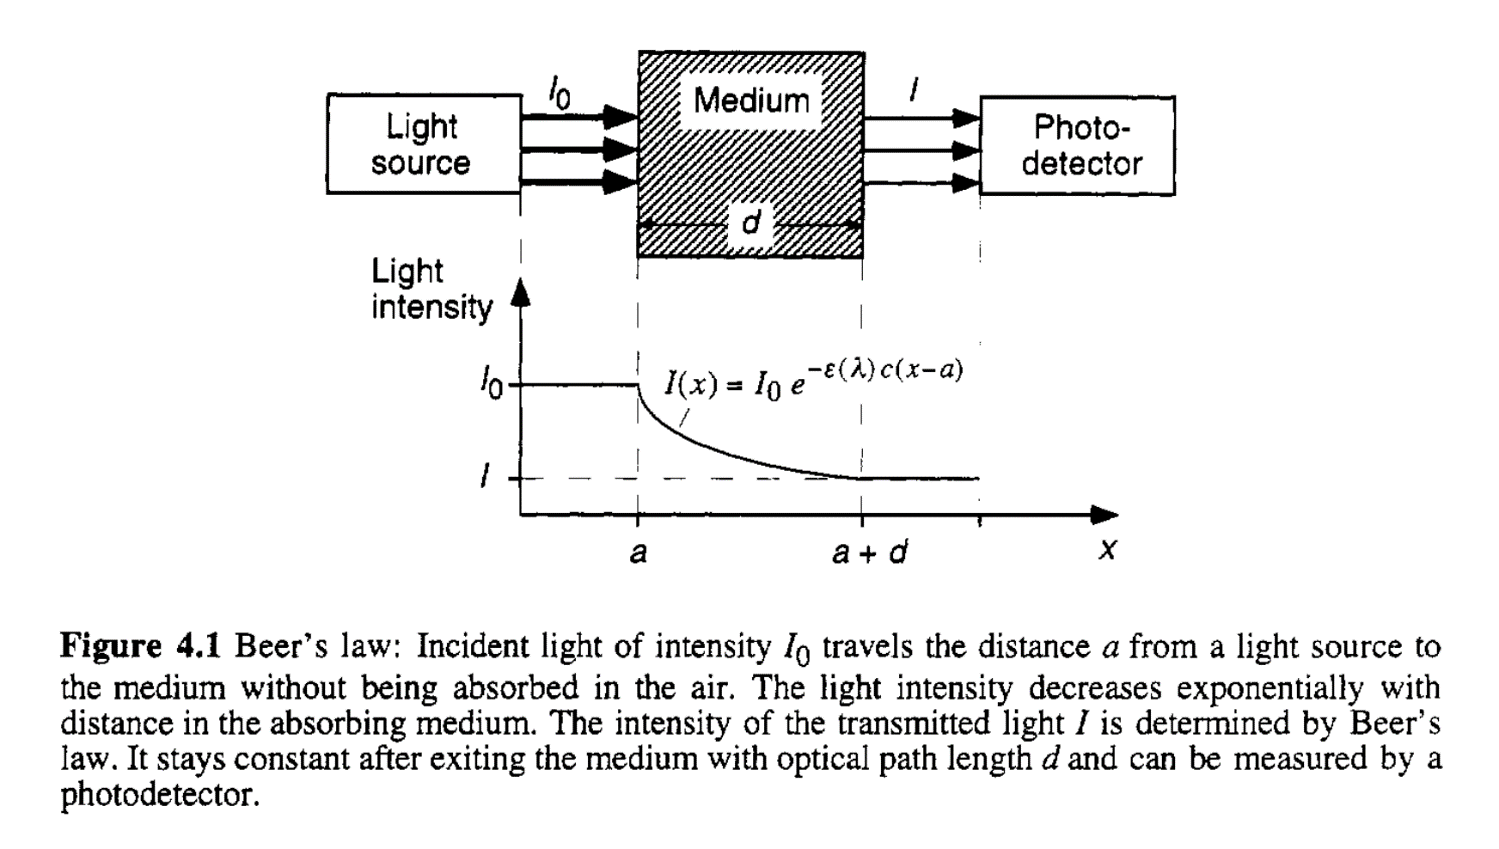 I₀
I
Light
source
Medium
Photo-
detector
d
Light
intensity
I₀
I(x) = I₀ e^{-ε(λ)c(x-a)}
I
a
a + d
x
Figure 4.1 Beer's law: Incident light of intensity I₀ travels the distance a from a light source to
the medium without being absorbed in the air. The light intensity decreases exponentially with
distance in the absorbing medium. The intensity of the transmitted light I is determined by Beer's
law. It stays constant after exiting the medium with optical path length d and can be measured by a
photodetector.